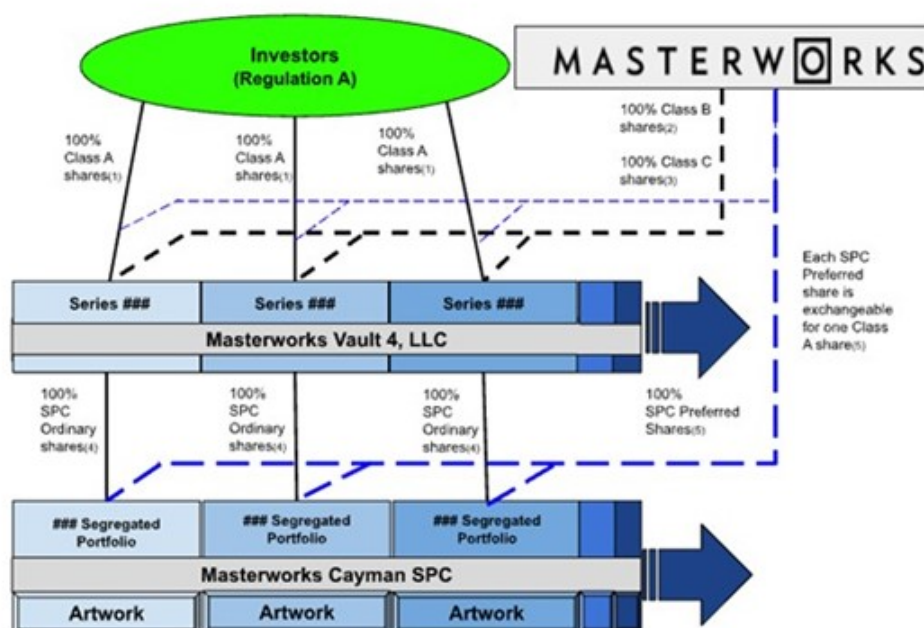 Investors
(Regulation A)
MASTERWORKS
100%
Class A
shares(1)
100%
Class A
shares(1)
100%
Class A
shares(1)
100% Class B
shares(2)
100% Class C
shares(3)
Each SPC
Preferred
share is
exchangeable
for one Class
A share(5)
Series ###
Series ###
Series ###
Masterworks Vault 4, LLC
100%
SPC
Ordinary
shares(4)
100%
SPC
Ordinary
shares(4)
100%
SPC
Ordinary
shares(4)
100%
SPC Preferred
Shares(5)
### Segregated
Portfolio
### Segregated
Portfolio
### Segregated
Portfolio
Masterworks Cayman SPC
Artwork
Artwork
Artwork